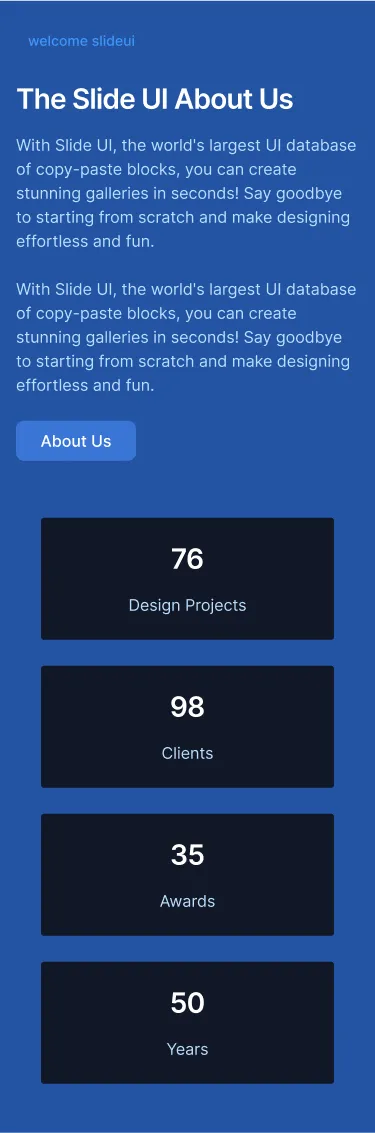 welcome slideui
The Slide UI About Us
With Slide UI, the world's largest UI database
of copy-paste blocks, you can create
stunning galleries in seconds! Say goodbye
to starting from scratch and make designing
effortless and fun.
With Slide UI, the world's largest UI database
of copy-paste blocks, you can create
stunning galleries in seconds! Say goodbye
to starting from scratch and make designing
effortless and fun.
About Us
76
Design Projects
98
Clients
35
Awards
50
Years